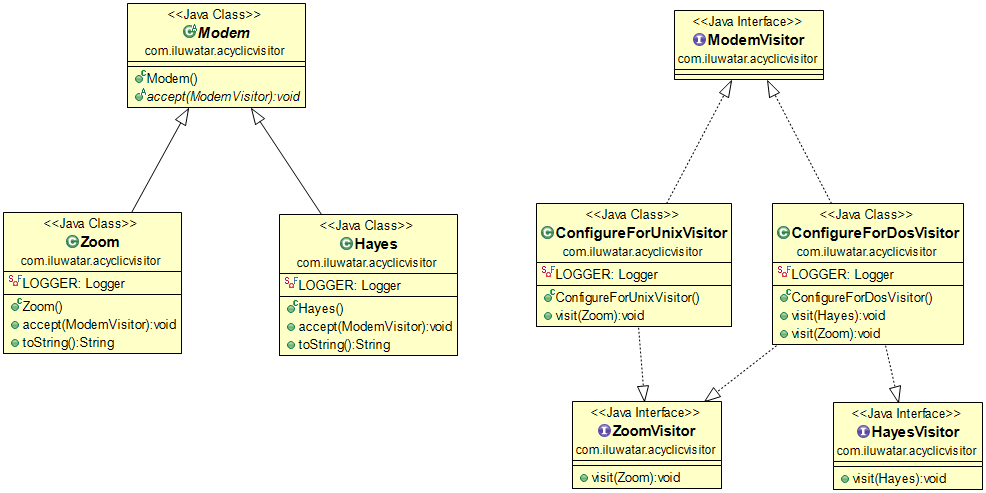 <<Java Class>>
Modem
com.iluwatar.acyclicvisitor
Modem()
accept(ModemVisitor):void
<<Java Interface>>
ModemVisitor
com.iluwatar.acyclicvisitor
<<Java Class>>
Zoom
com.iluwatar.acyclicvisitor
LOGGER: Logger
Zoom()
accept(ModemVisitor):void
toString():String
<<Java Class>>
Hayes
com.iluwatar.acyclicvisitor
LOGGER: Logger
Hayes()
accept(ModemVisitor):void
toString():String
<<Java Class>>
ConfigureForUnixVisitor
com.iluwatar.acyclicvisitor
LOGGER: Logger
ConfigureForUnixVisitor()
visit(Zoom):void
<<Java Class>>
ConfigureForDosVisitor
com.iluwatar.acyclicvisitor
LOGGER: Logger
ConfigureForDosVisitor()
visit(Hayes):void
visit(Zoom):void
<<Java Interface>>
ZoomVisitor
com.iluwatar.acyclicvisitor
visit(Zoom):void
<<Java Interface>>
HayesVisitor
com.iluwatar.acyclicvisitor
visit(Hayes):void